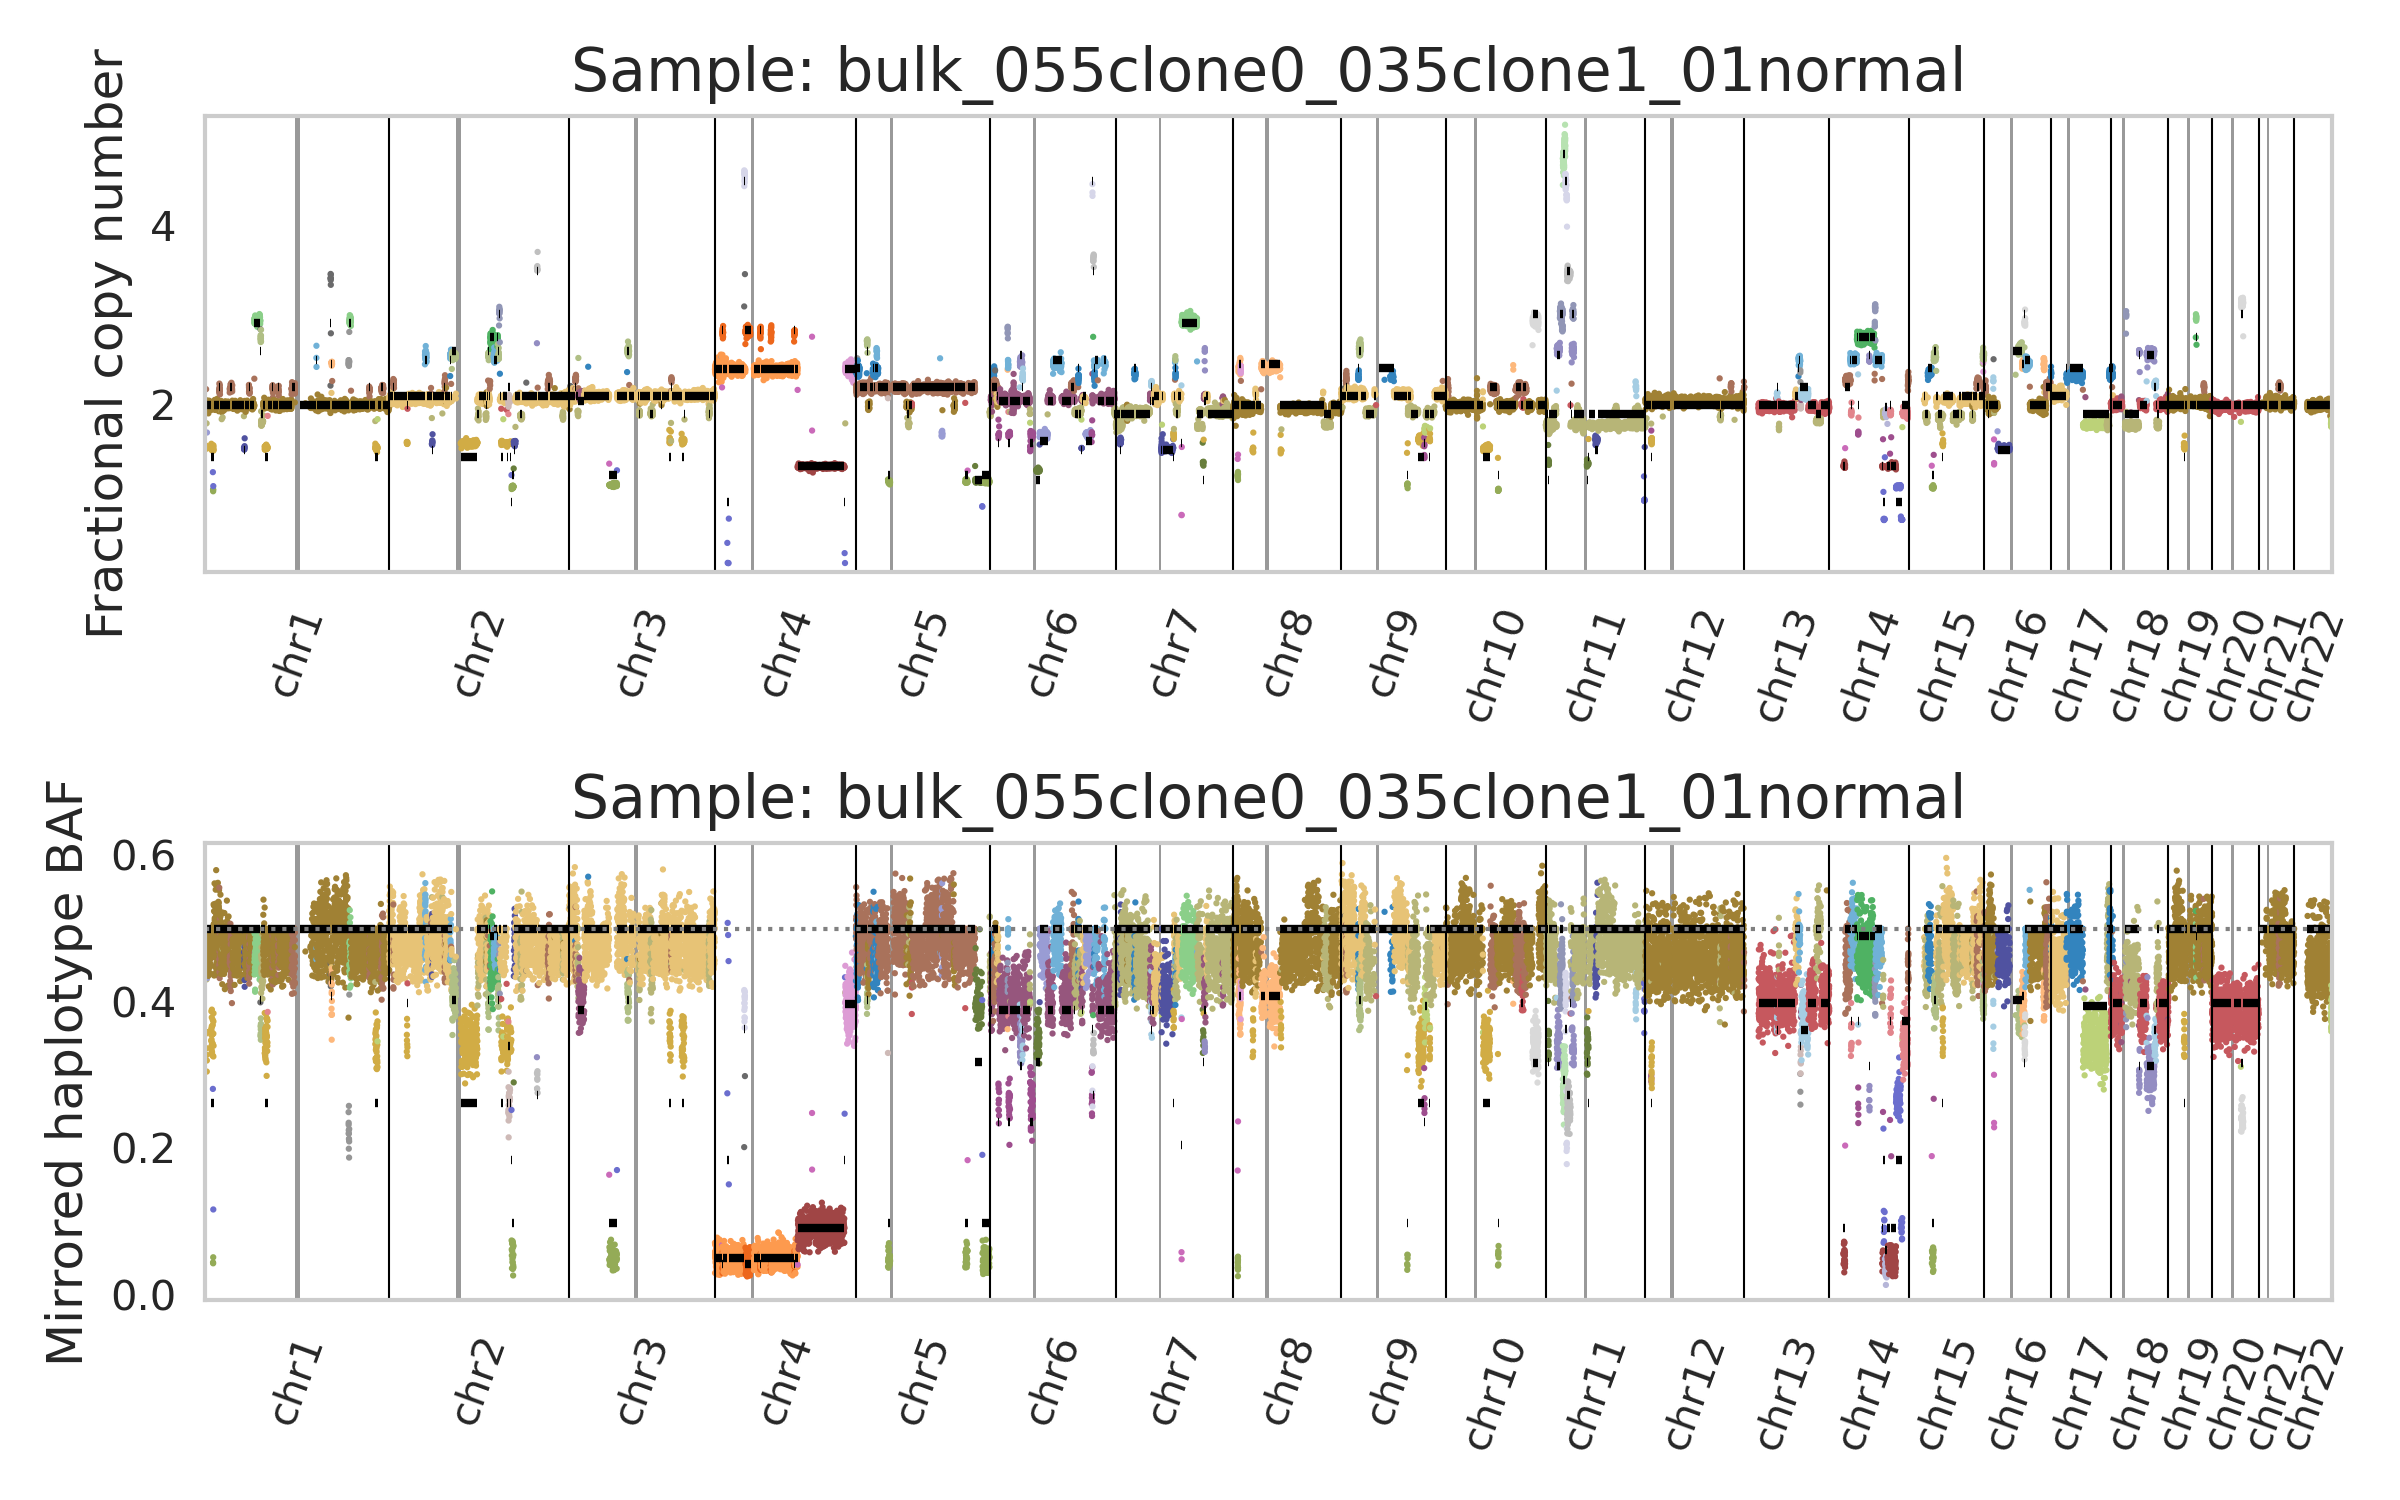 Sample: bulk_055clone0_035clone1_01normal
Fractional copy number
4
2
chr1 chr2 chr3 chr4 chr5 chr6 chr7 chr8 chr9 chr10 chr11 chr12 chr13 chr14 chr15 chr16 chr17 chr18 chr19 chr20 chr21 chr22
Sample: bulk_055clone0_035clone1_01normal
Mirrored haplotype BAF
0.6
0.4
0.2
0.0
chr1 chr2 chr3 chr4 chr5 chr6 chr7 chr8 chr9 chr10 chr11 chr12 chr13 chr14 chr15 chr16 chr17 chr18 chr19 chr20 chr21 chr22